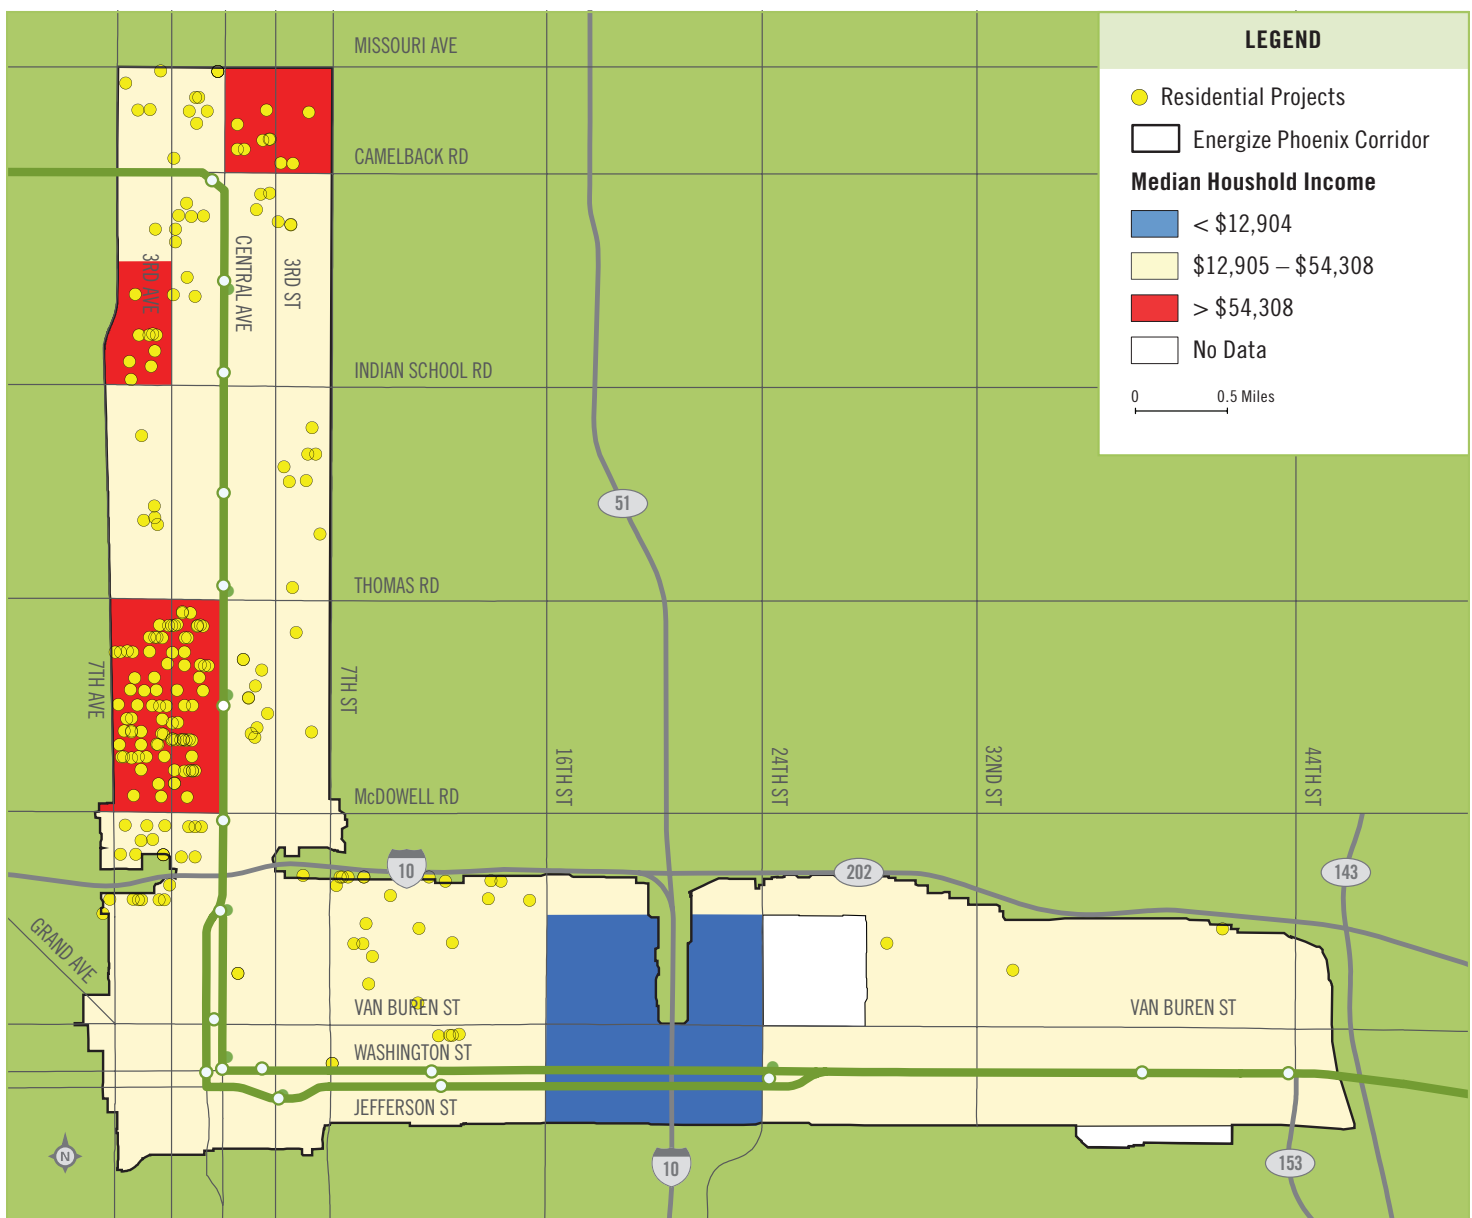 MISSOURI AVE
LEGEND
Residential Projects
Energize Phoenix Corridor
Median Houshold Income
< $12,904
$12,905 – $54,308
> $54,308
No Data
0 0.5 Miles
CAMELBACK RD
3RD AVE
CENTRAL AVE
3RD ST
INDIAN SCHOOL RD
51
THOMAS RD
7TH AVE
7TH ST
16TH ST
24TH ST
32ND ST
44TH ST
McDOWELL RD
10
202
143
GRAND AVE
VAN BUREN ST
VAN BUREN ST
WASHINGTON ST
JEFFERSON ST
N
10
153